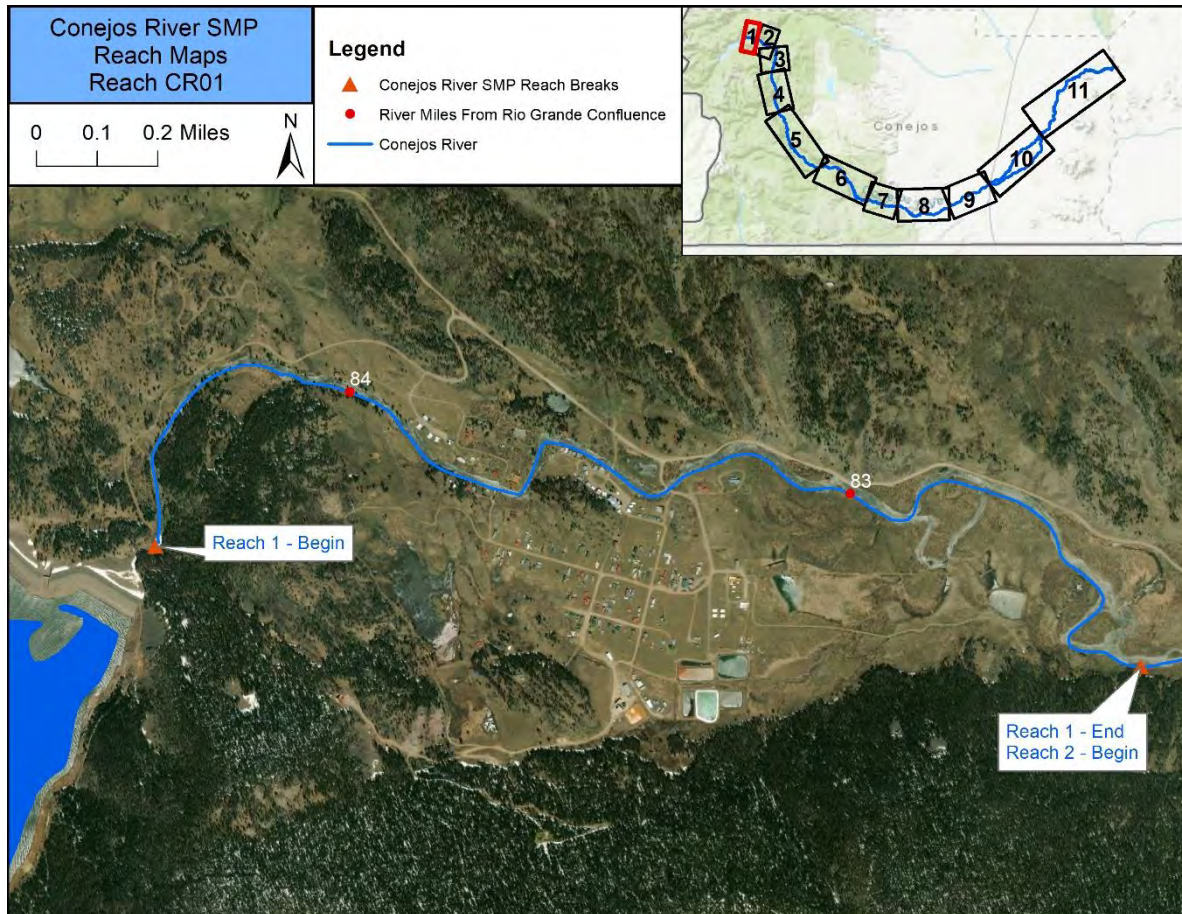 Conejos River SMP
Reach Maps
Reach CR01
0 0.1 0.2 Miles
N
Legend
Conejos River SMP Reach Breaks
River Miles From Rio Grande Confluence
Conejos River
1
2
3
4
5
6
7
8
9
10
11
Conejos
84
83
Reach 1 - Begin
Reach 1 - End
Reach 2 - Begin